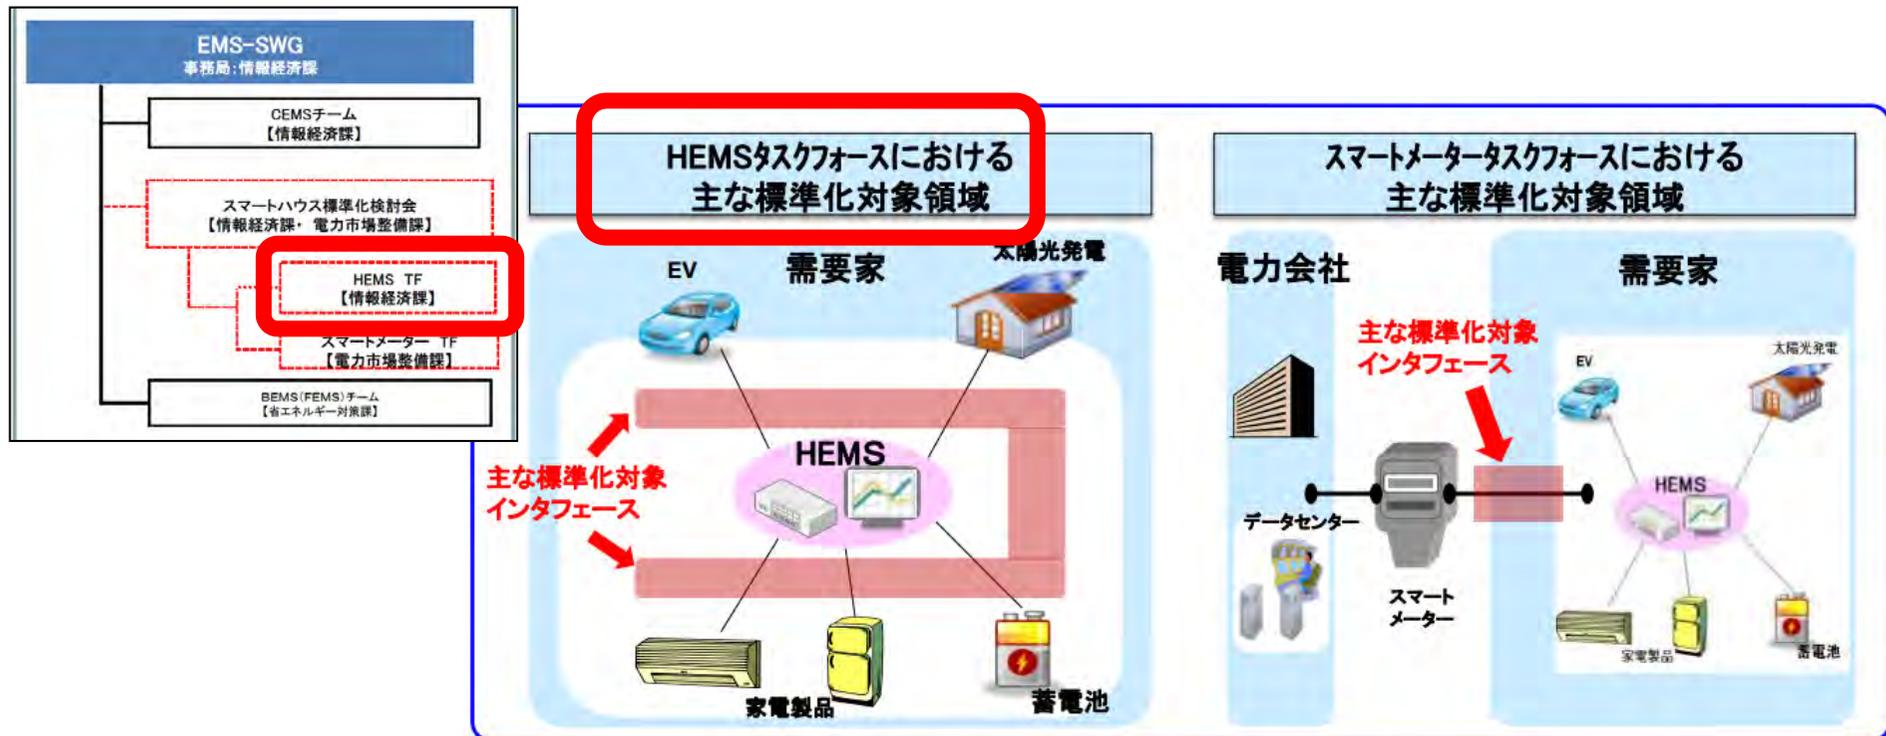 EMS-SWG
事務局:情報経済課
CEMSチーム
【情報経済課】
スマートハウス標準化検討会
【情報経済課・ 電力市場整備課】
HEMS TF
【情報経済課】
スマートメーター TF
【電力市場整備課】
BEMS(FEMS)チーム
【省エネルギー対策課】
HEMSタスクフォースにおける
主な標準化対象領域
EV
需要家
太陽光発電
主な標準化対象
インタフェース
HEMS
家電製品
蓄電池
スマートメータータスクフォースにおける
主な標準化対象領域
電力会社
需要家
主な標準化対象
インタフェース
データセンター
スマート
メーター
EV
太陽光発電
HEMS
家電製品
蓄電池